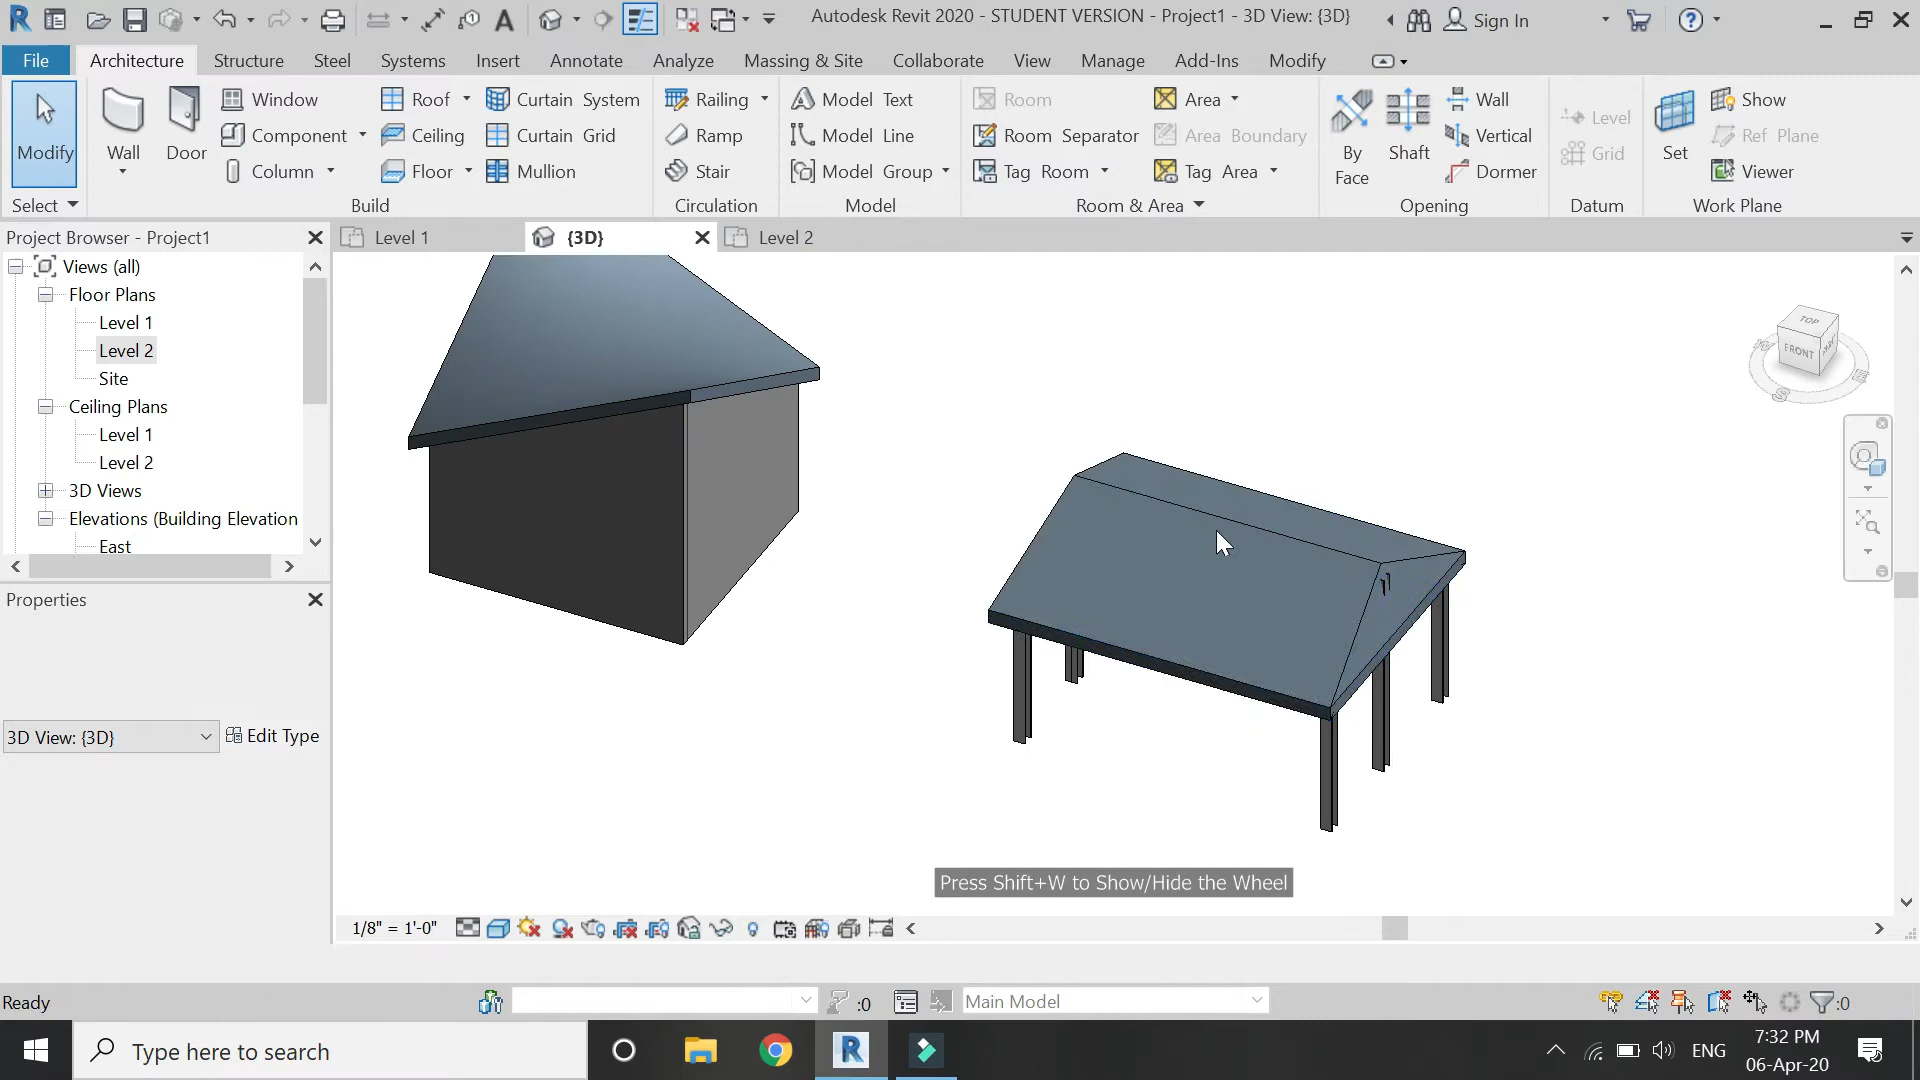 Autodesk Revit 2020 - STUDENT VERSION - Project1 - 3D View: {3D}
Sign In
File Architecture Structure Steel Systems Insert Annotate Analyze Massing & Site Collaborate View Manage Add-Ins Modify
Modify
Wall
Door
Window
Component
Column
Roof
Ceiling
Floor
Curtain System
Curtain Grid
Mullion
Railing
Ramp
Stair
Model Text
Model Line
Model Group
Room
Room Separator
Tag Room
Area
Area Boundary
Tag Area
By
Face
Shaft
Wall
Vertical
Dormer
Level
Grid
Set
Show
Ref Plane
Viewer
Select Build Circulation Model Room & Area Opening Datum Work Plane
Project Browser - Project1
Level 1 {3D} Level 2
Views (all)
Floor Plans
Level 1
Level 2
Site
Ceiling Plans
Level 1
Level 2
3D Views
Elevations (Building Elevation
East
Properties
3D View: {3D}
Edit Type
TOP
FRONT
W
S
E
Press Shift+W to Show/Hide the Wheel
1/8" = 1'-0"
Ready
:0
Main Model
:0
Type here to search
ENG
7:32 PM
06-Apr-20